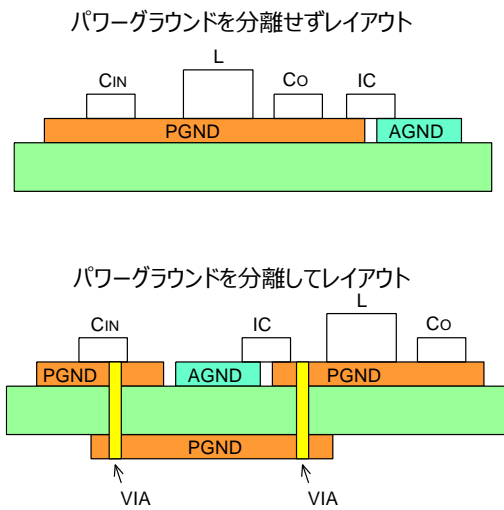 パワーグラウンドを分離せずレイアウト
CIN L CO IC
PGND AGND
パワーグラウンドを分離してレイアウト
CIN IC L CO
PGND AGND PGND
PGND
VIA VIA